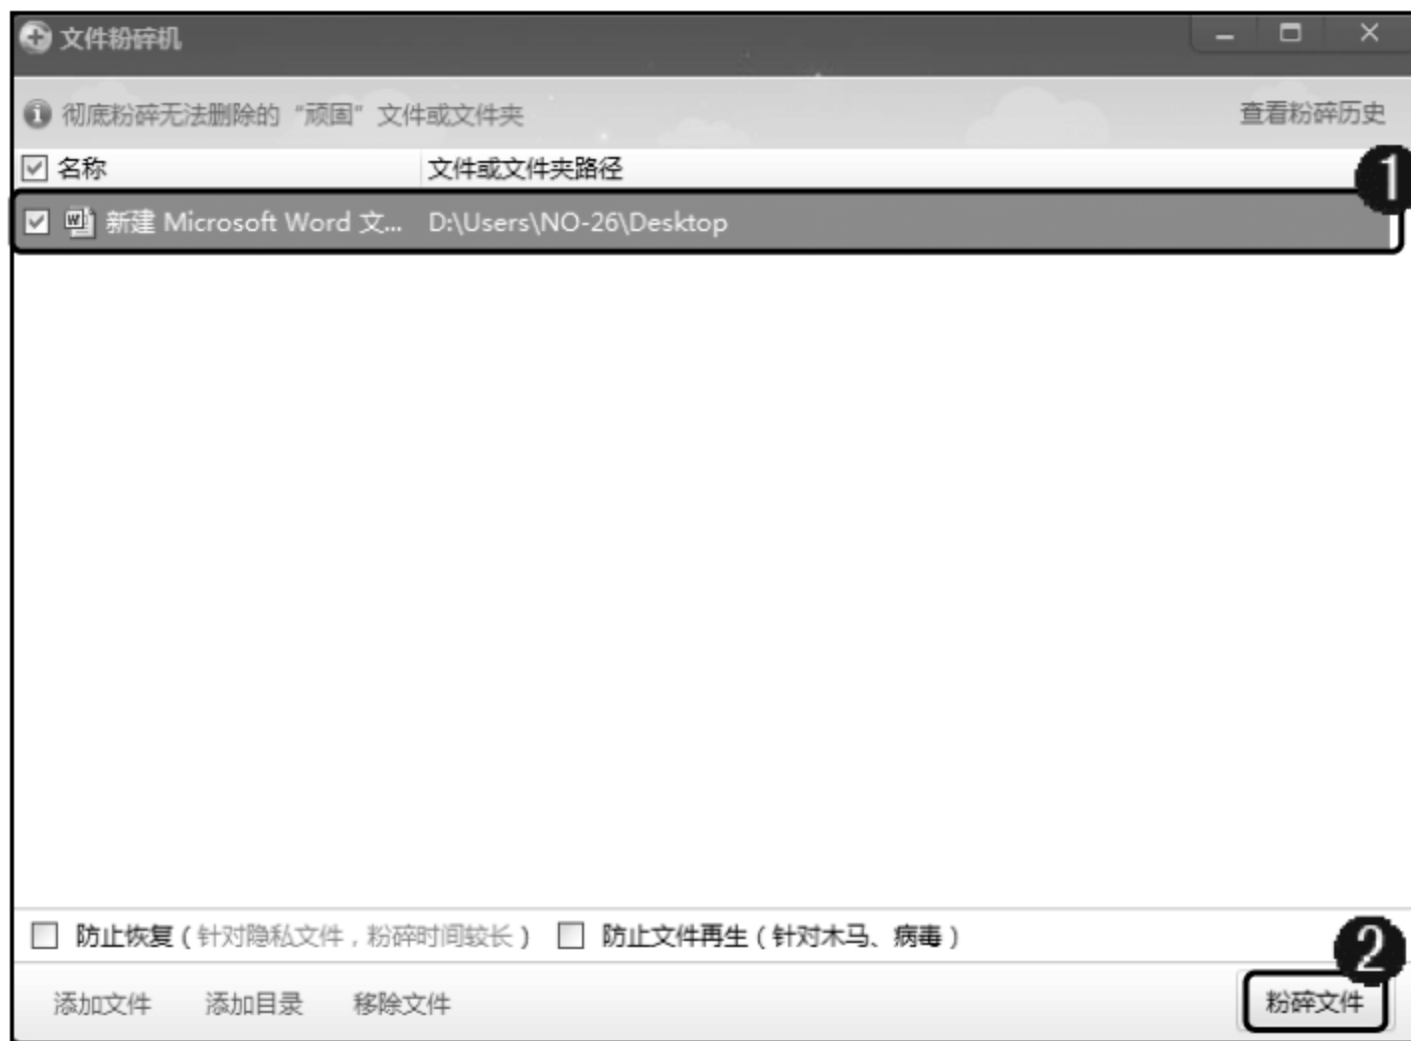 文件粉碎机
彻底粉碎无法删除的“顽固”文件或文件夹 查看粉碎历史
名称 文件或文件夹路径
1
新建 Microsoft Word 文... D:\Users\NO-26\Desktop
防止恢复(针对隐私文件，粉碎时间较长) 防止文件再生(针对木马、病毒)
2
添加文件 添加目录 移除文件 粉碎文件